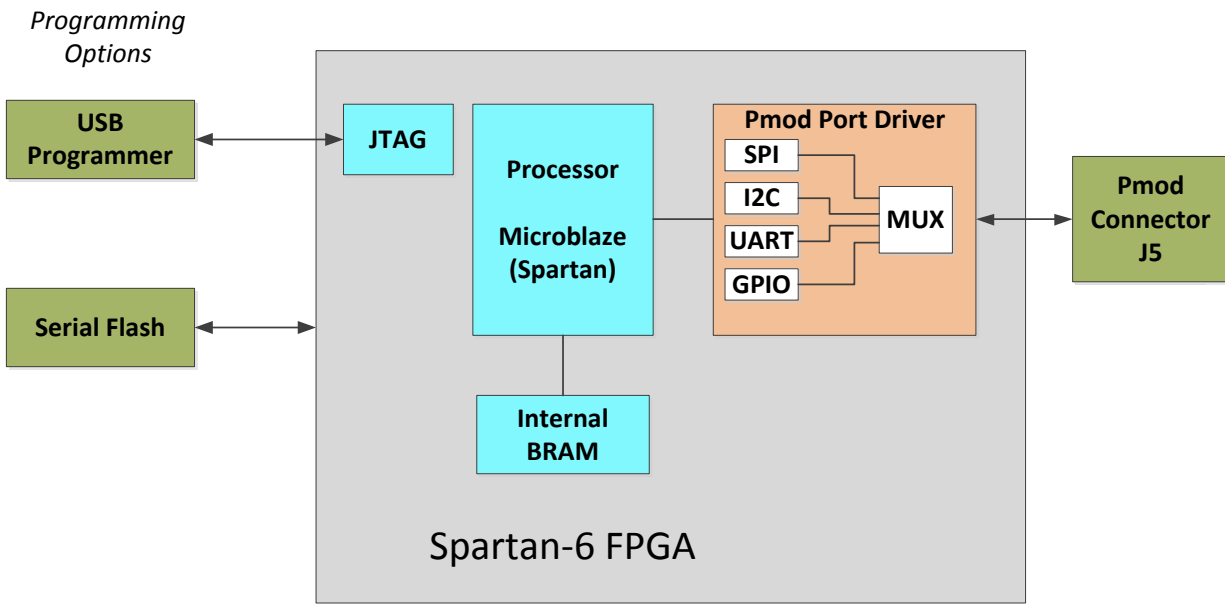 Programming
Options
USB
Programmer
JTAG
Serial Flash
Processor
Microblaze
(Spartan)
Internal
BRAM
Pmod Port Driver
SPI
I2C
UART
GPIO
MUX
Pmod
Connector
J5
Spartan-6 FPGA